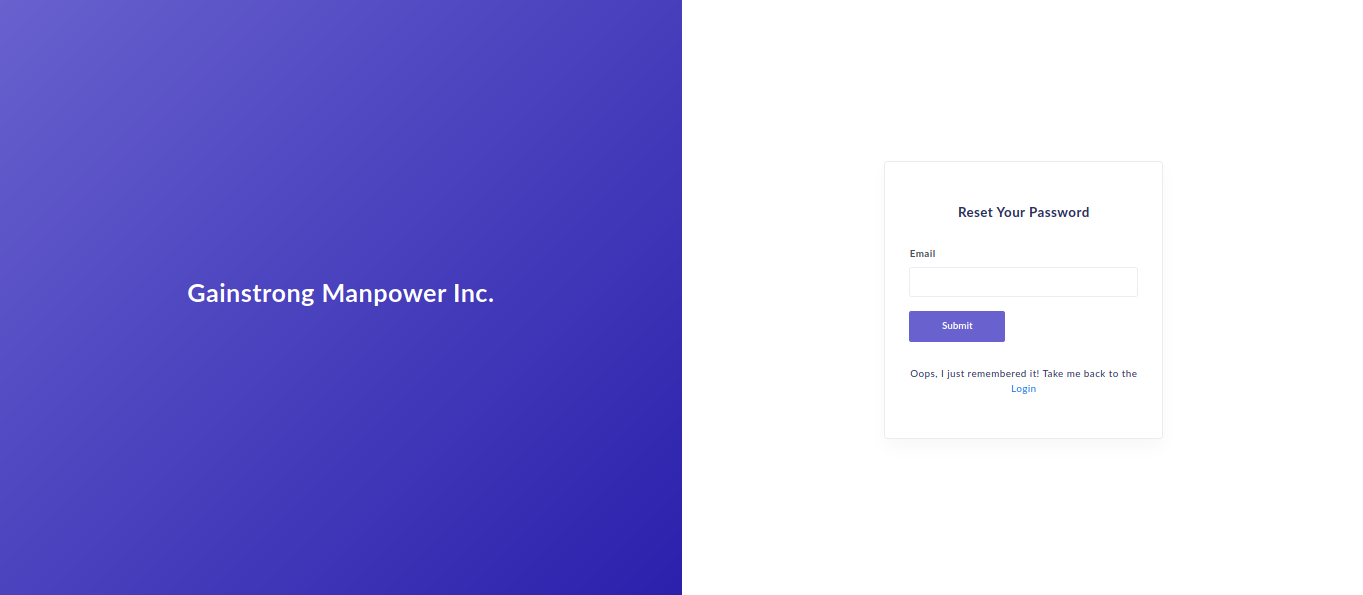 Gainstrong Manpower Inc.
Reset Your Password
Email
Submit
Oops, I just remembered it! Take me back to the
Login